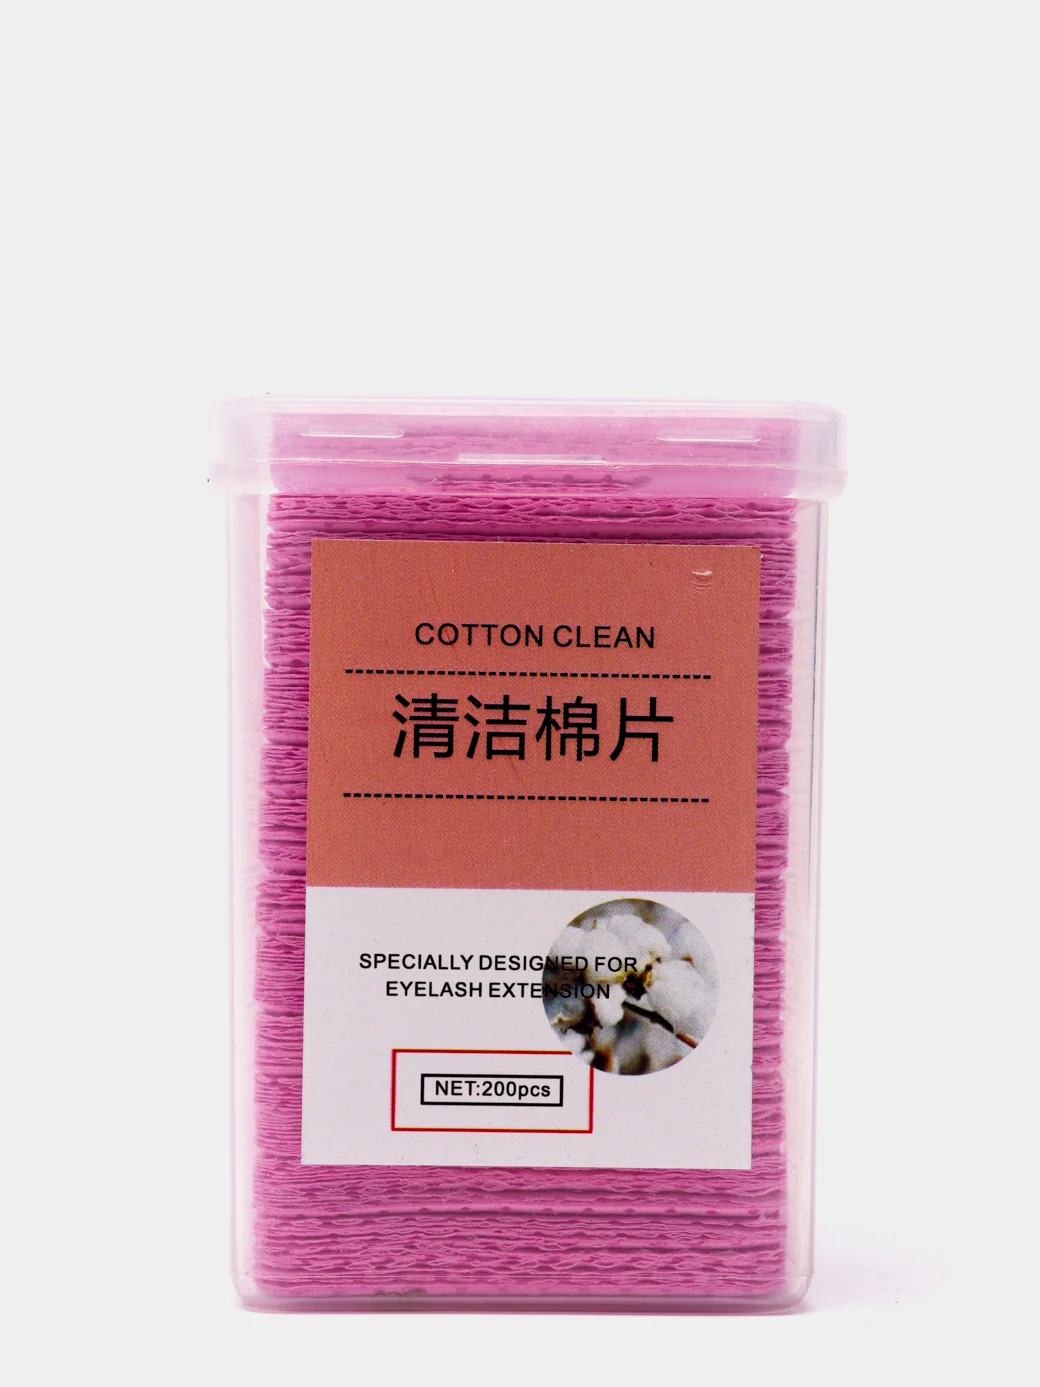 COTTON CLEAN
清洁棉片
SPECIALLY DESIGNED FOR
EYELASH EXTENSION
NET:200pcs